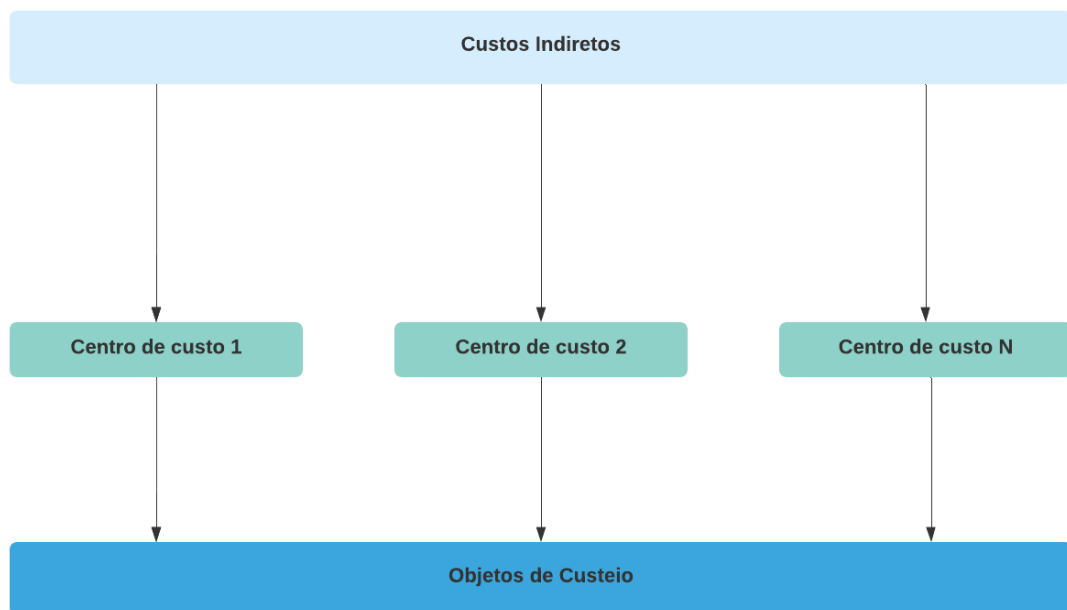 Custos Indiretos
Centro de custo 1
Centro de custo 2
Centro de custo N
Objetos de Custeio